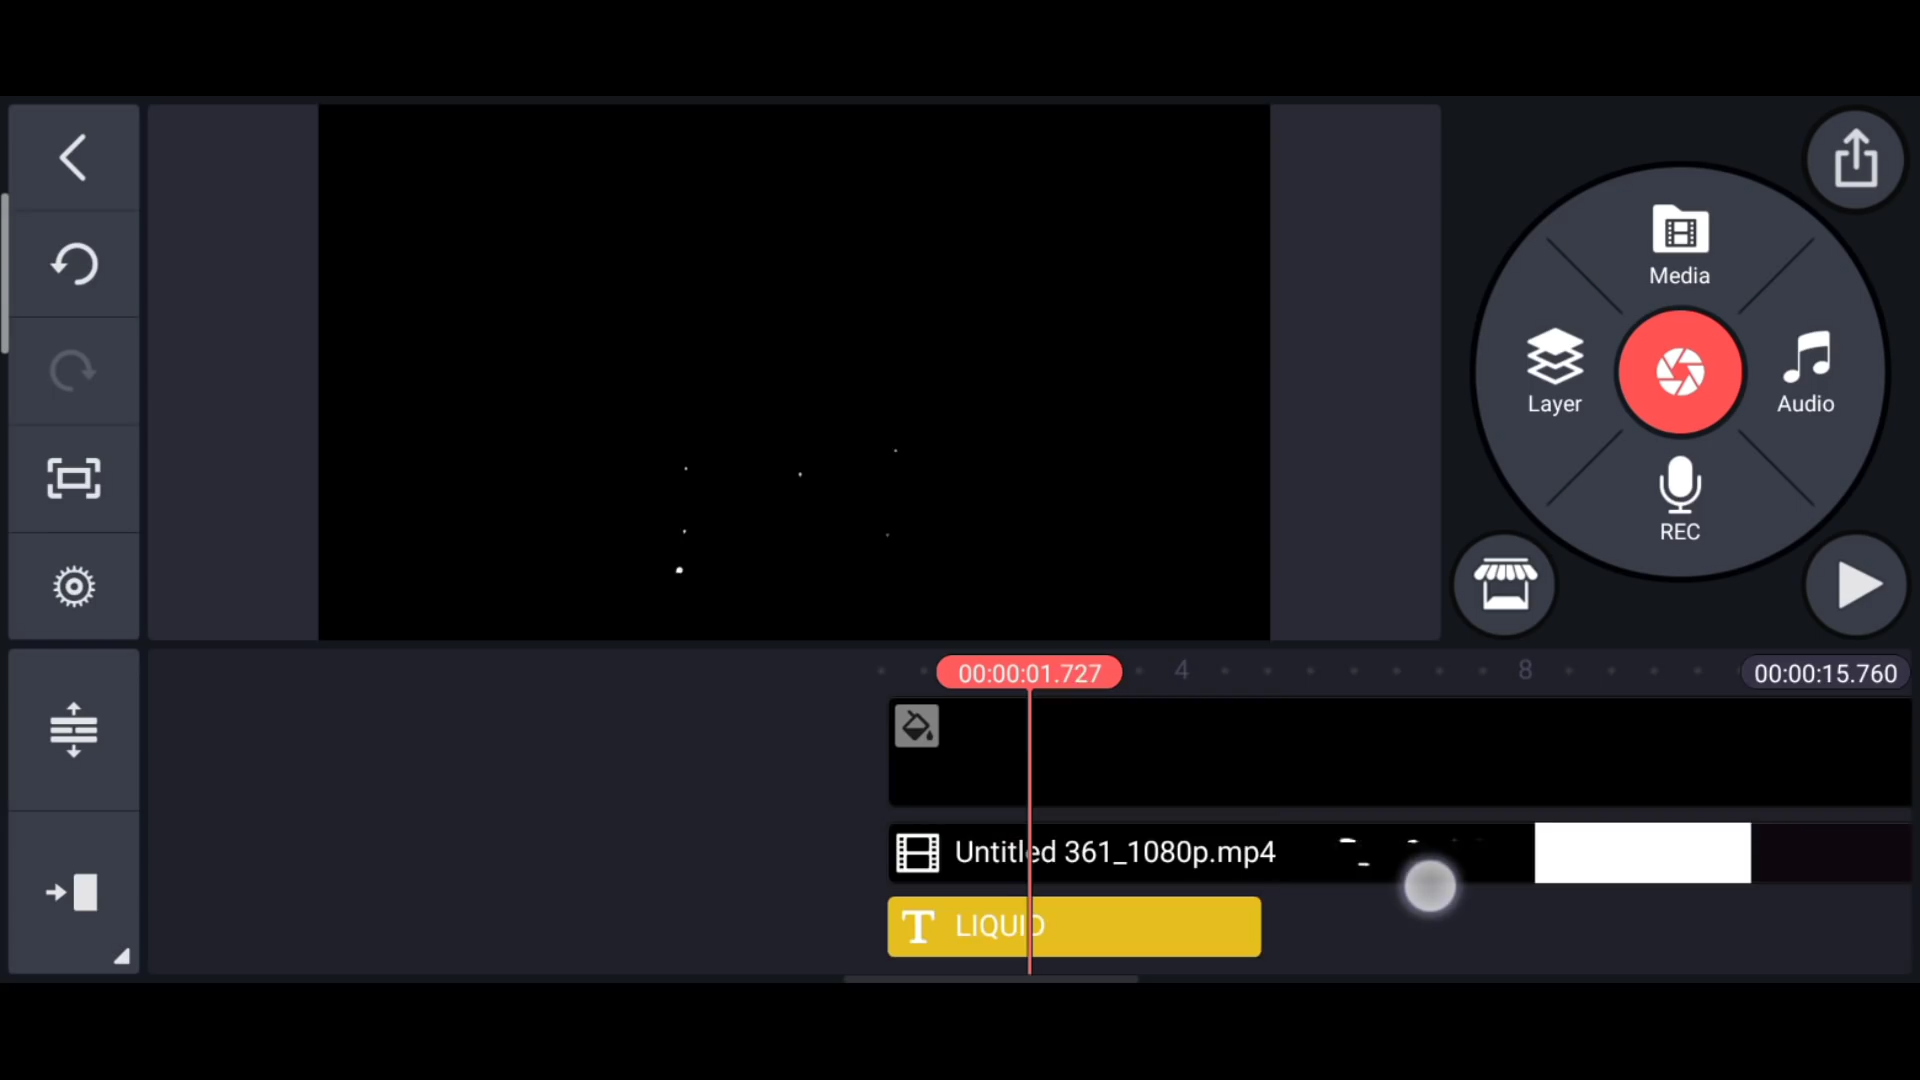 Media
Layer
Audio
REC
00:00:01.727
4
8
00:00:15.760
Untitled 361_1080p.mp4
T LIQUID